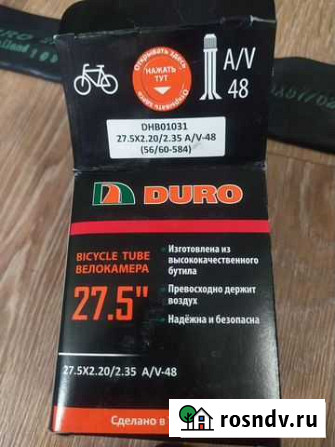 Открывать здесь
НАЖАТЬ
ТУТ
Открывать здесь
A/V
48
DHB01031
27.5X2.20/2.35 A/V-48
(56/60-584)
DURO
BICYCLE TUBE
ВЕЛОКАМЕРА
27.5"
Изготовлена из
высококачественного
бутила
Превосходно держит
воздух
Надёжна и безопасна
27.5X2.20/2.35 A/V-48
Сделано в
rosndv.ru